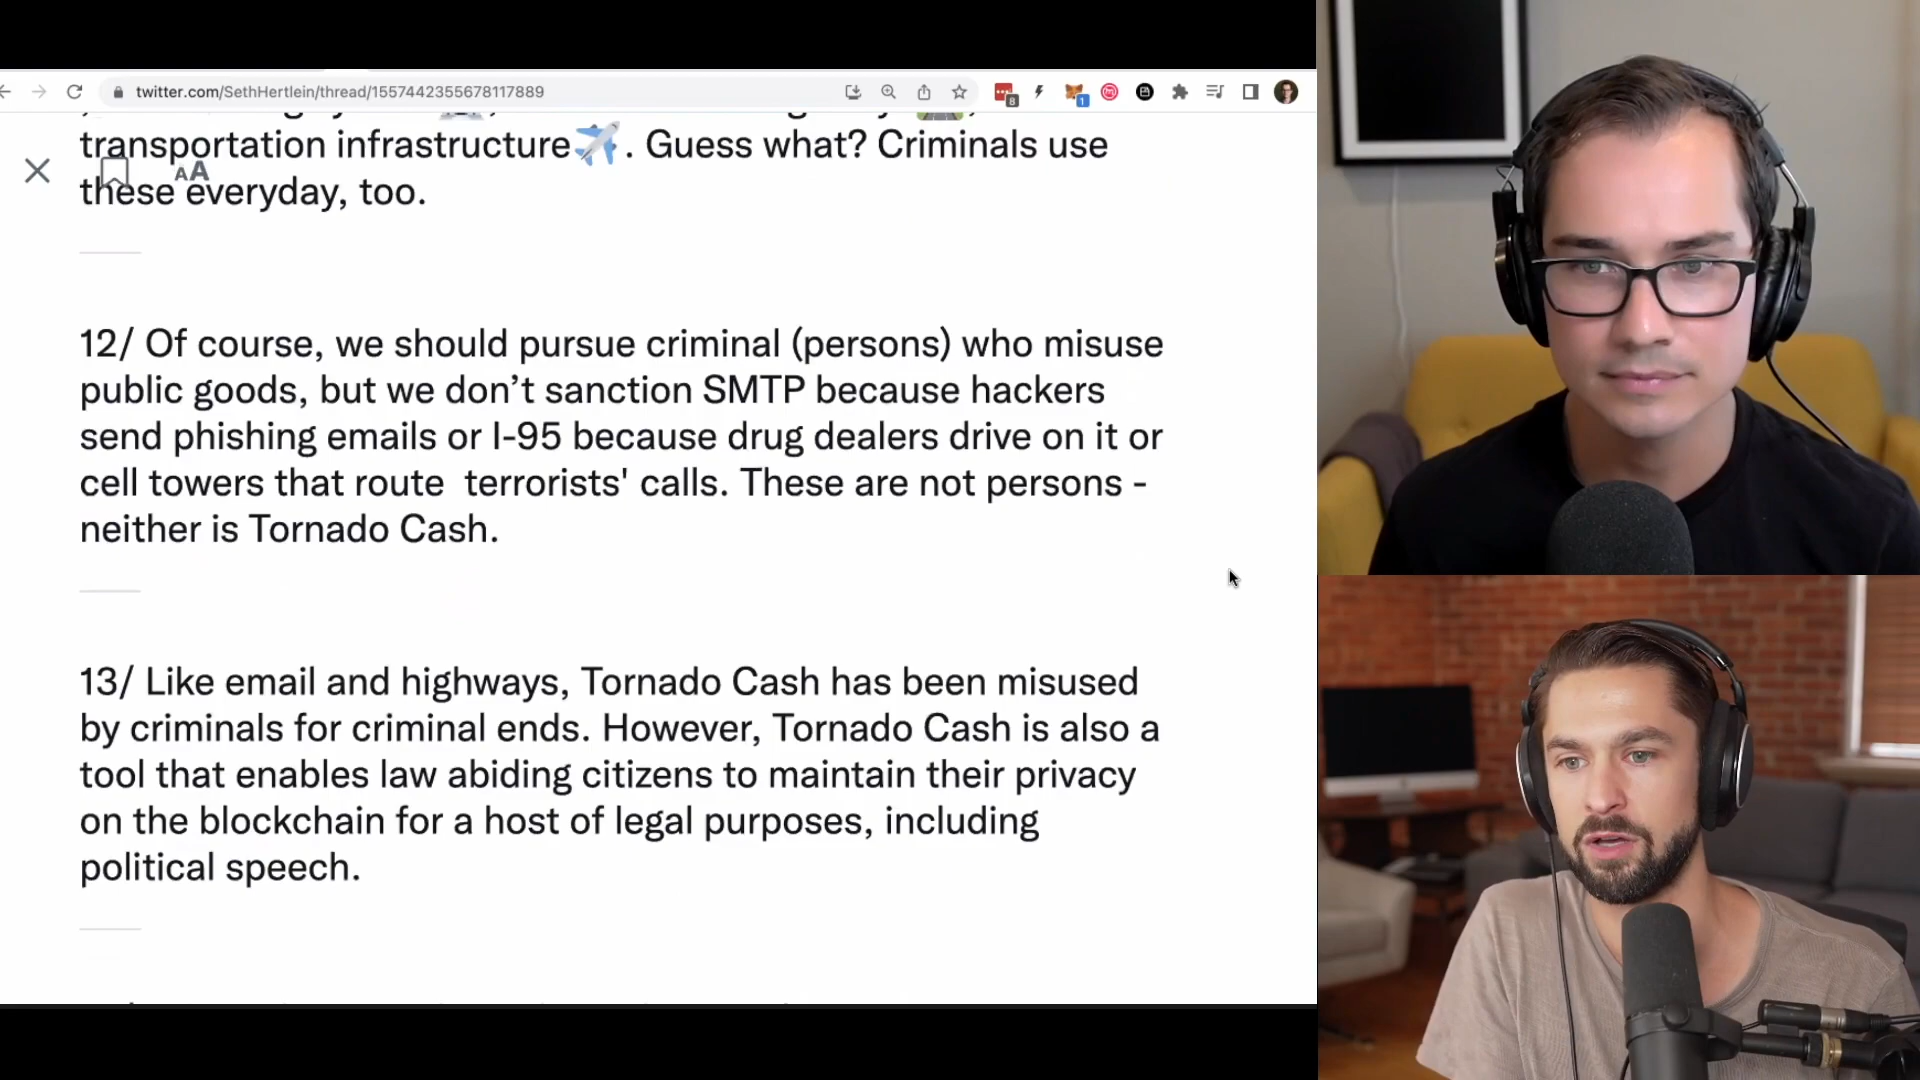 twitter.com/SethHertlein/thread/1557442355678117889
8
1
transportation infrastructure✈️. Guess what? Criminals use
AA
these everyday, too.
12/ Of course, we should pursue criminal (persons) who misuse
public goods, but we don’t sanction SMTP because hackers
send phishing emails or I-95 because drug dealers drive on it or
cell towers that route  terrorists' calls. These are not persons -
neither is Tornado Cash.
13/ Like email and highways, Tornado Cash has been misused
by criminals for criminal ends. However, Tornado Cash is also a
tool that enables law abiding citizens to maintain their privacy
on the blockchain for a host of legal purposes, including
political speech.